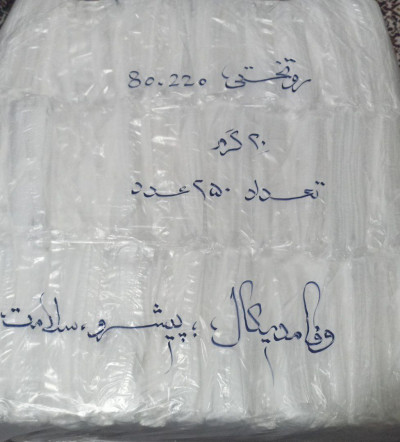 روتختی 80.220
۲۰ گرم
تعداد ۲۵۰ عدد
وفا مدیکال، پیشرو سلامت